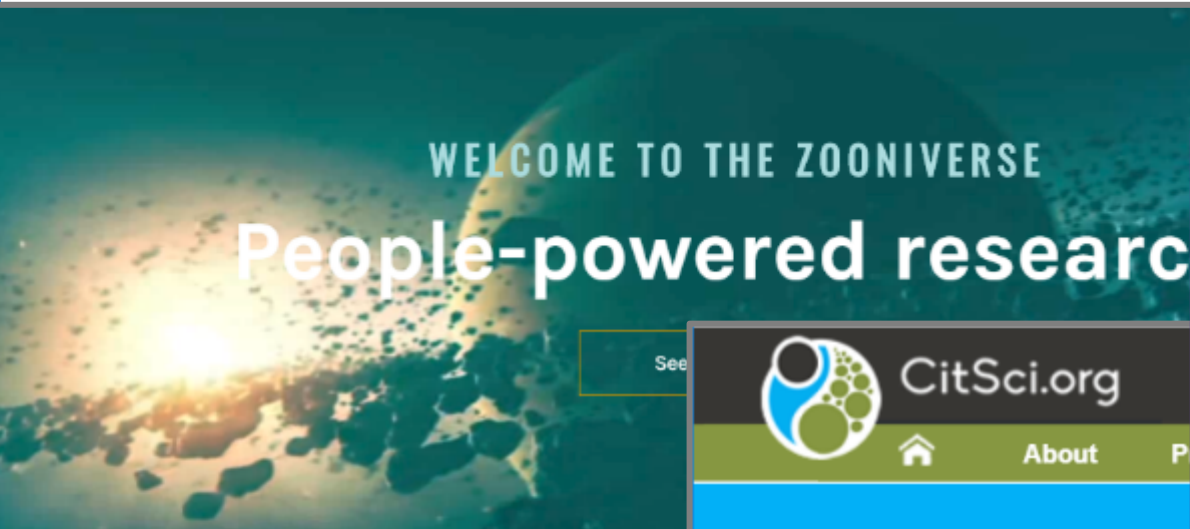 WELCOME TO THE ZOONIVERSE
People-powered researc
See
CitSci.org
About P